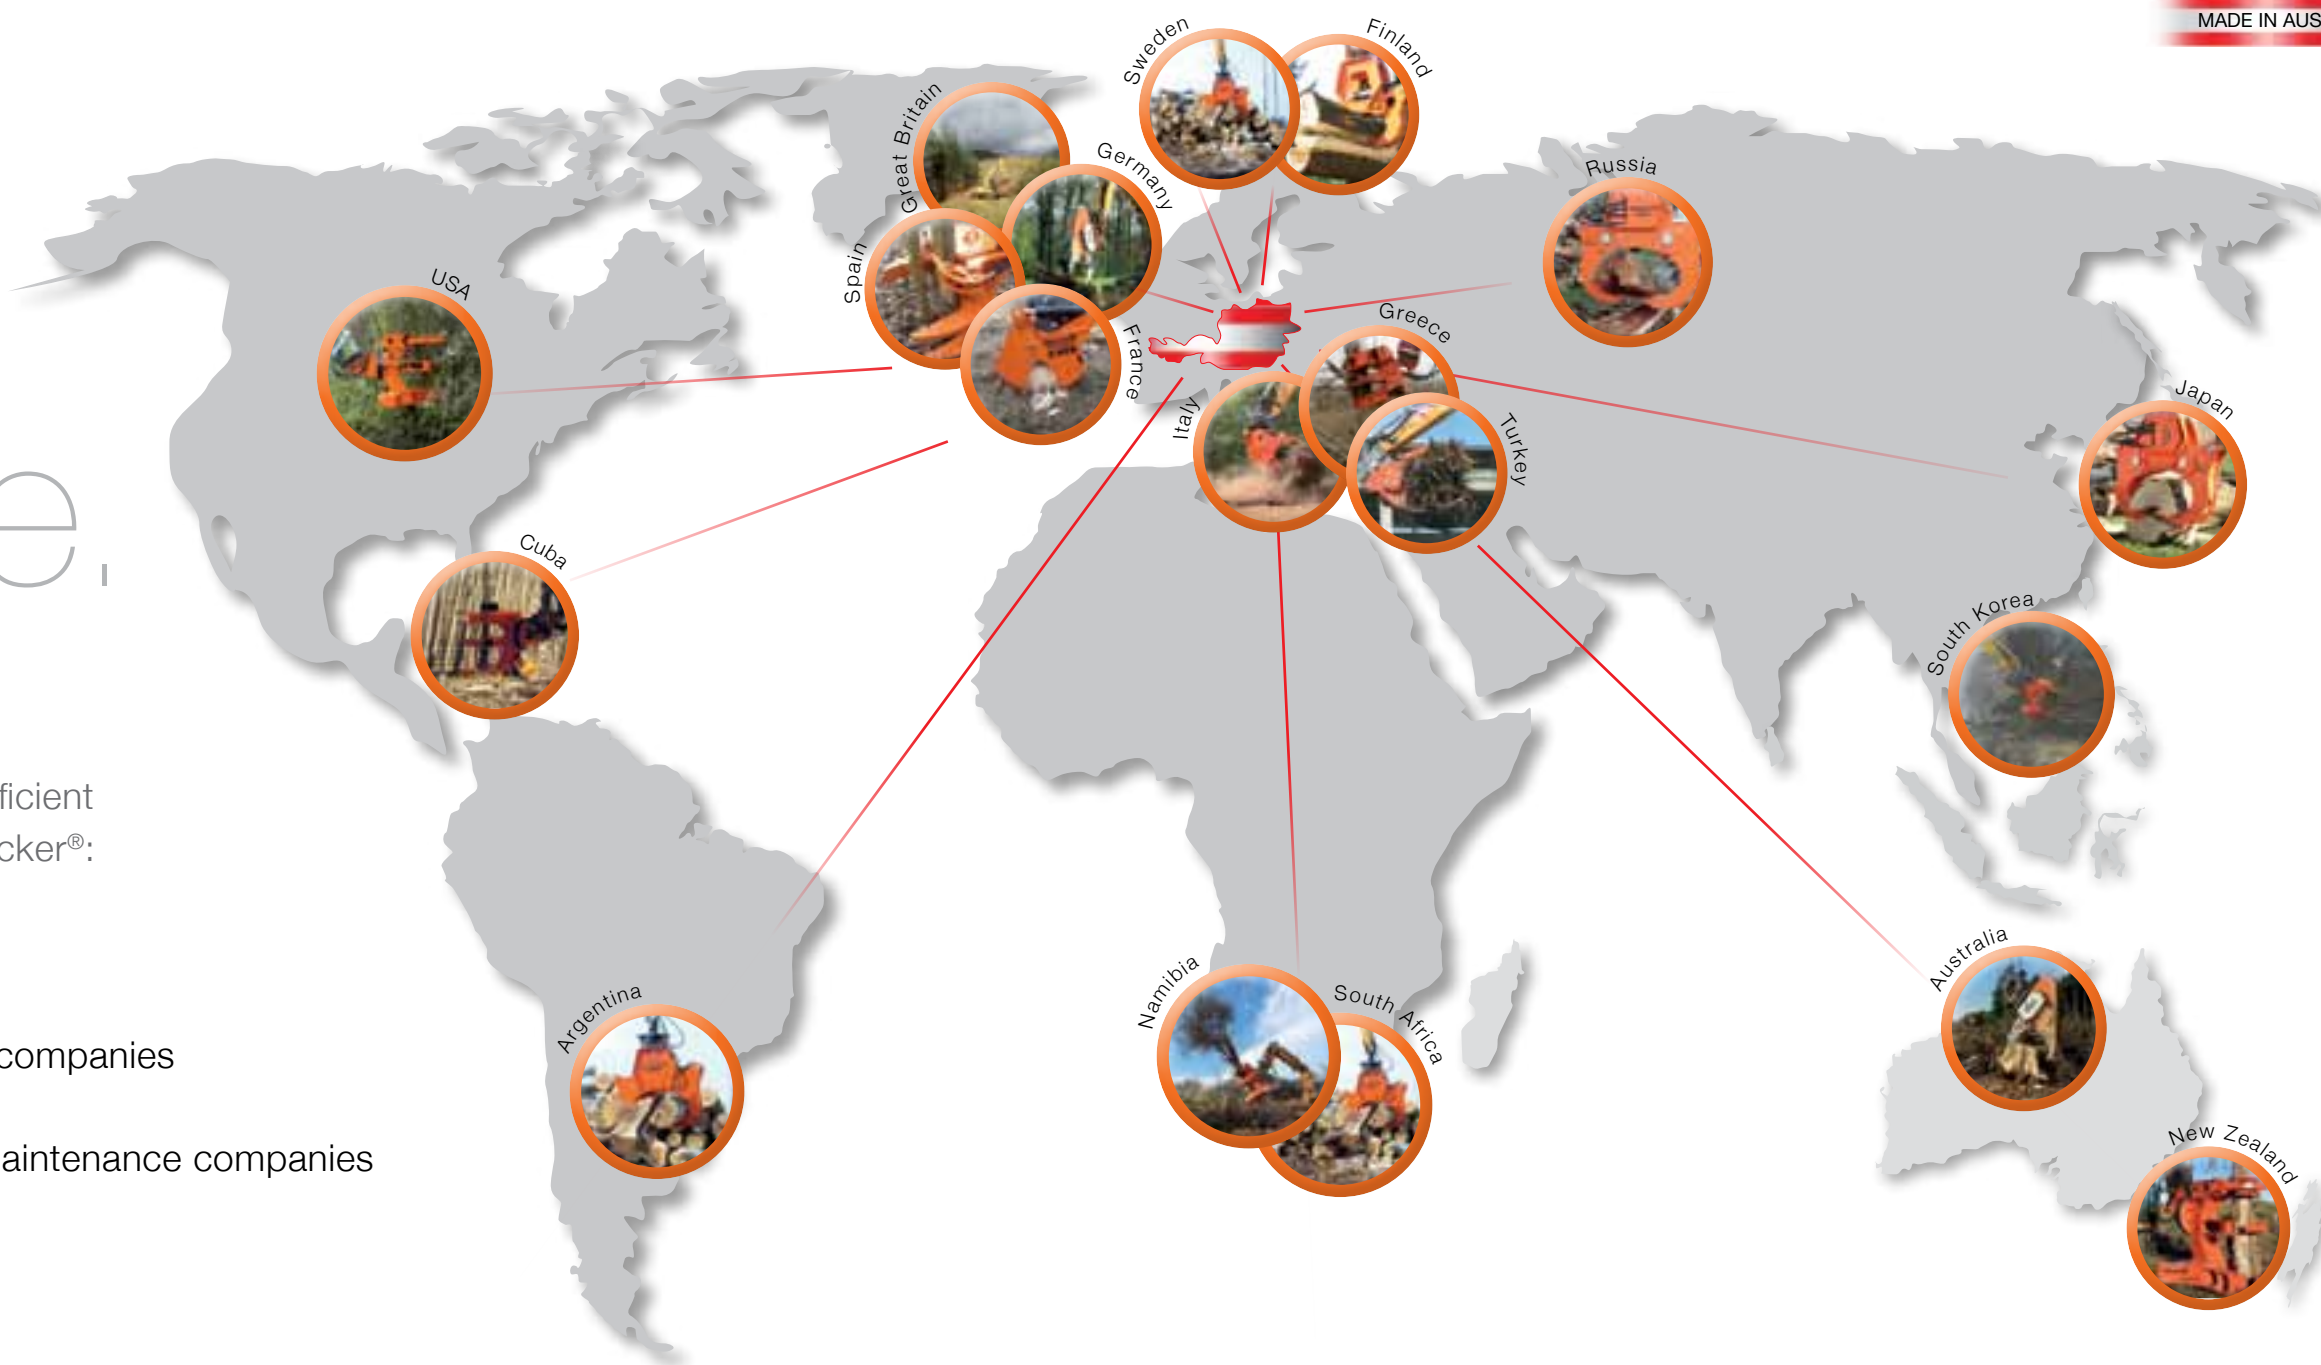 MADE IN AUS
Sweden
Finland
Great Britain
Germany
Russia
Spain
USA
France
Greece
Italy
Turkey
Japan
e,
Cuba
South Korea
ficient
cker®:
Australia
Namibia
South Africa
Argentina
companies
New Zealand
aintenance companies